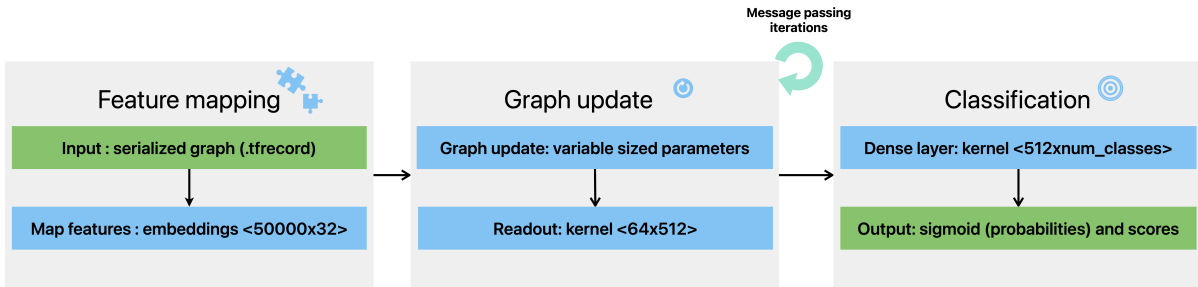 Message passing
iterations
Feature mapping
Input : serialized graph (.tfrecord)
Map features : embeddings <50000x32>
Graph update
Graph update: variable sized parameters
Readout: kernel <64x512>
Classification
Dense layer: kernel <512xnum_classes>
Output: sigmoid (probabilities) and scores